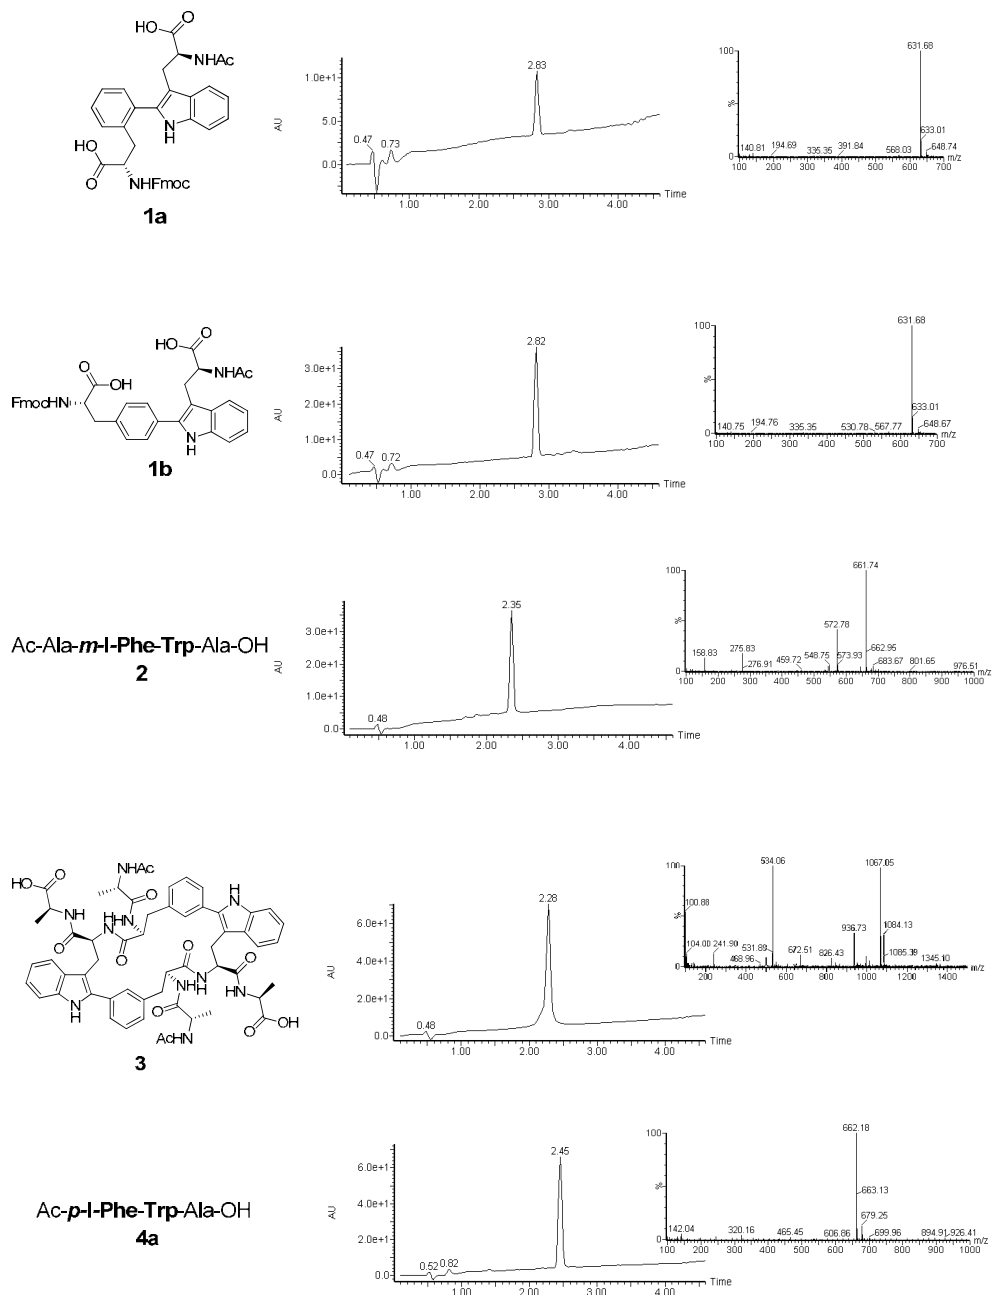 HO
O
NHAc
N
H
HO
O
NHFmoc
1a
AU
1.0e+1
5.0
0.0
0.47
0.73
2.83
1.00
2.00
3.00
4.00
Time
100
%
0
631.68
633.01
648.74
140.81
194.69
335.35
391.84
568.03
100
200
300
400
500
600
700
m/z
O
OH
FmocHN
HO
O
NHAc
N
H
1b
AU
3.0e+1
2.0e+1
1.0e+1
0.0
0.47
0.72
2.82
1.00
2.00
3.00
4.00
Time
100
%
0
631.68
633.01
648.67
140.75
194.76
335.35
530.78
567.77
100
200
300
400
500
600
700
m/z
Ac-Ala-m-I-Phe-Trp-Ala-OH
2
AU
3.0e+1
2.0e+1
1.0e+1
0.0
0.48
2.35
1.00
2.00
3.00
4.00
Time
100
%
0
661.74
572.78
662.95
158.83
275.83
276.91
459.72
548.75
573.93
683.67
801.65
976.51
100
200
300
400
500
600
700
800
900
1000
m/z
NHAc
O
HO
O
NH
O
HN
O
H
N
O
N
H
O
NH
O
HN
O
OH
O
AcHN
N
H
3
AU
6.0e+1
4.0e+1
2.0e+1
0.0
0.48
2.28
1.00
2.00
3.00
4.00
Time
100
%
0
534.06
1067.05
100.88
936.73
1084.13
104.00
241.90
531.89
468.96
672.51
826.43
1085.39
1345.10
200
400
600
800
1000
1200
1400
m/z
Ac-p-I-Phe-Trp-Ala-OH
4a
AU
6.0e+1
4.0e+1
2.0e+1
0.0
0.52
0.82
2.45
1.00
2.00
3.00
4.00
Time
100
%
0
662.18
663.13
679.25
142.04
320.16
465.45
606.86
699.96
894.91
926.41
100
200
300
400
500
600
700
800
900
1000
m/z